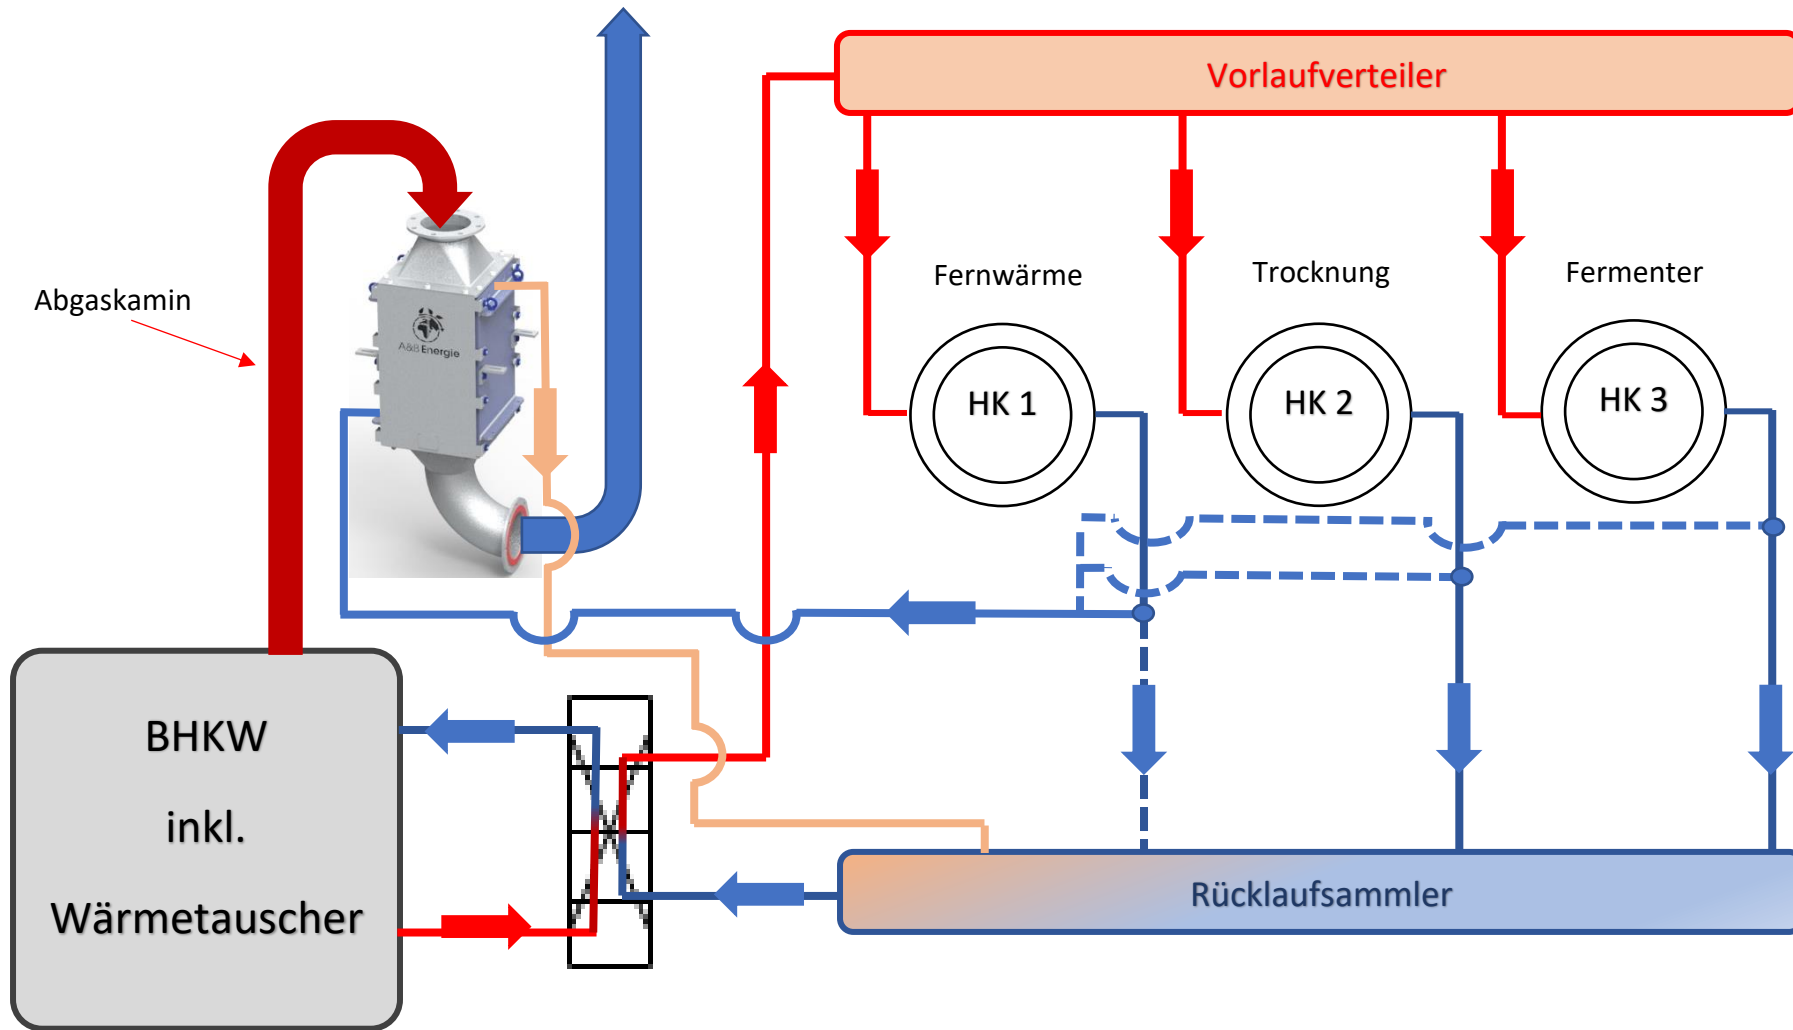 Vorlaufverteiler
Fernwärme
Trocknung
Fermenter
Abgaskamin
A&B Energie
HK 1
HK 2
HK 3
BHKW
inkl.
Wärmetauscher
Rücklaufsammler